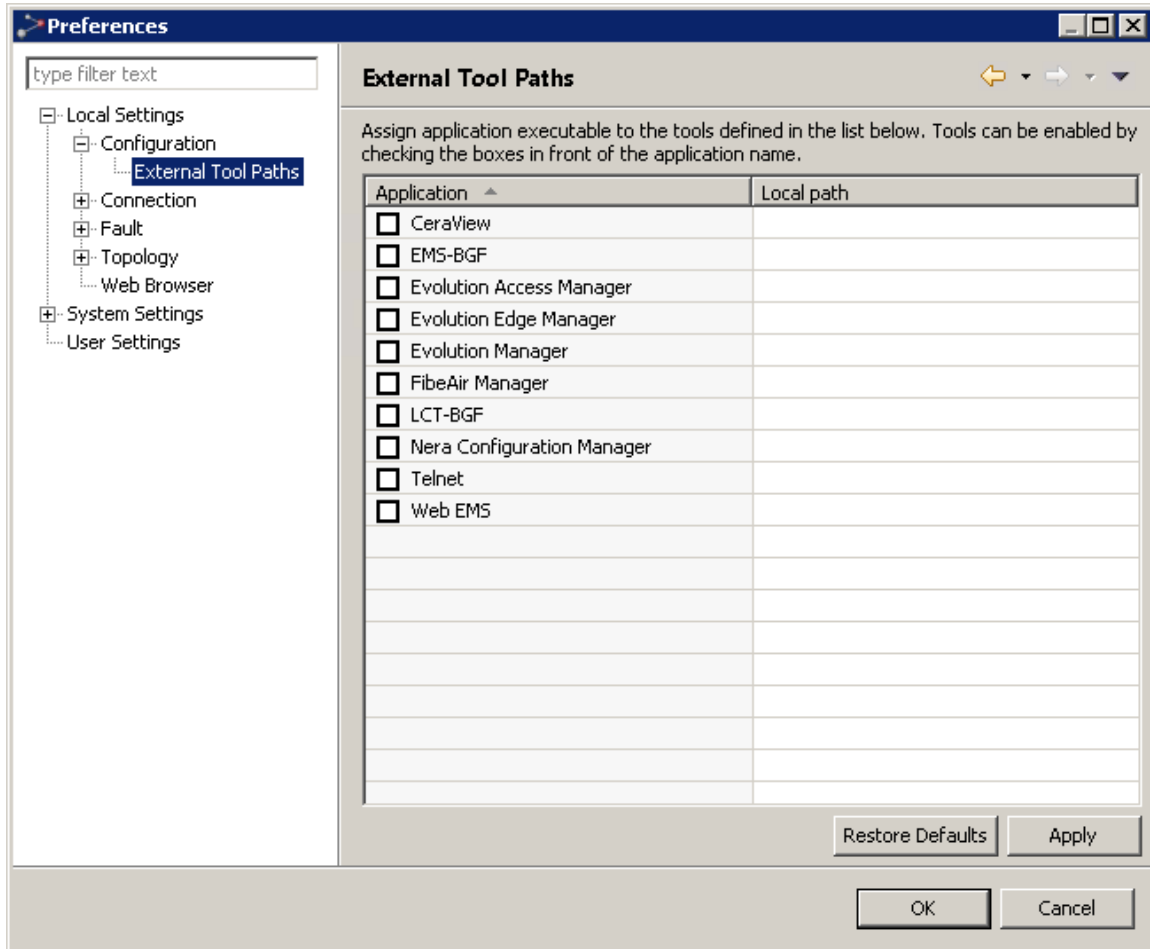 Preferences
type filter text
Local Settings
Configuration
External Tool Paths
Connection
Fault
Topology
Web Browser
System Settings
User Settings
External Tool Paths
Assign application executable to the tools defined in the list below. Tools can be enabled by
checking the boxes in front of the application name.
Application Local path
CeraView
EMS-BGF
Evolution Access Manager
Evolution Edge Manager
Evolution Manager
FibeAir Manager
LCT-BGF
Nera Configuration Manager
Telnet
Web EMS
Restore Defaults Apply
OK Cancel